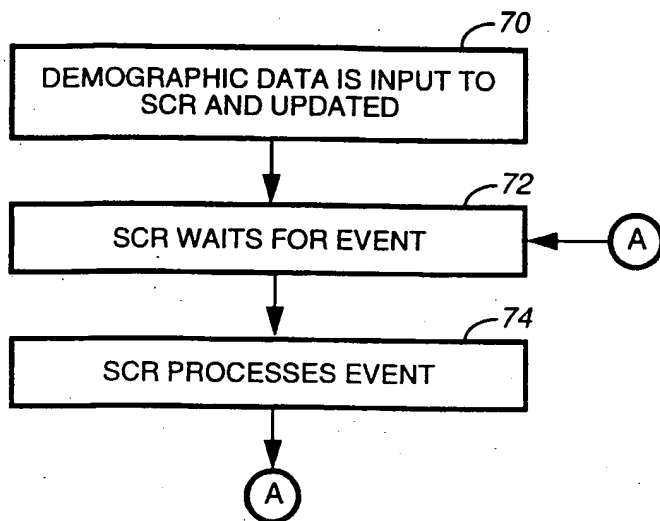 70
DEMOGRAPHIC DATA IS INPUT TO
SCR AND UPDATED
72
SCR WAITS FOR EVENT
A
74
SCR PROCESSES EVENT
A